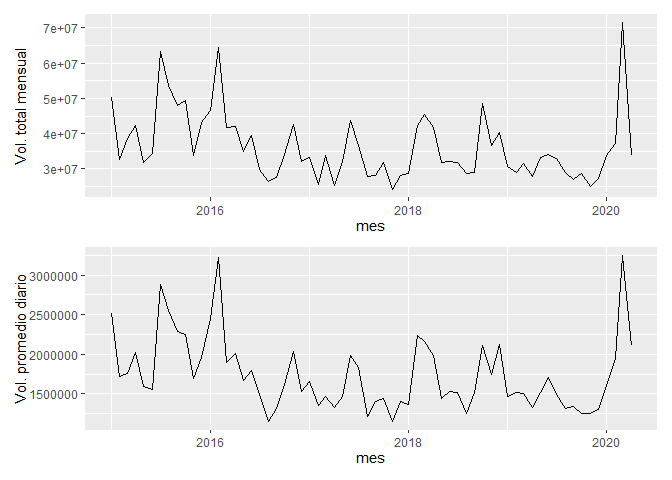 Vol. total mensual
7e+07
6e+07
5e+07
4e+07
3e+07
2016
2018
2020
mes
Vol. promedio diario
3000000
2500000
2000000
1500000
2016
2018
2020
mes